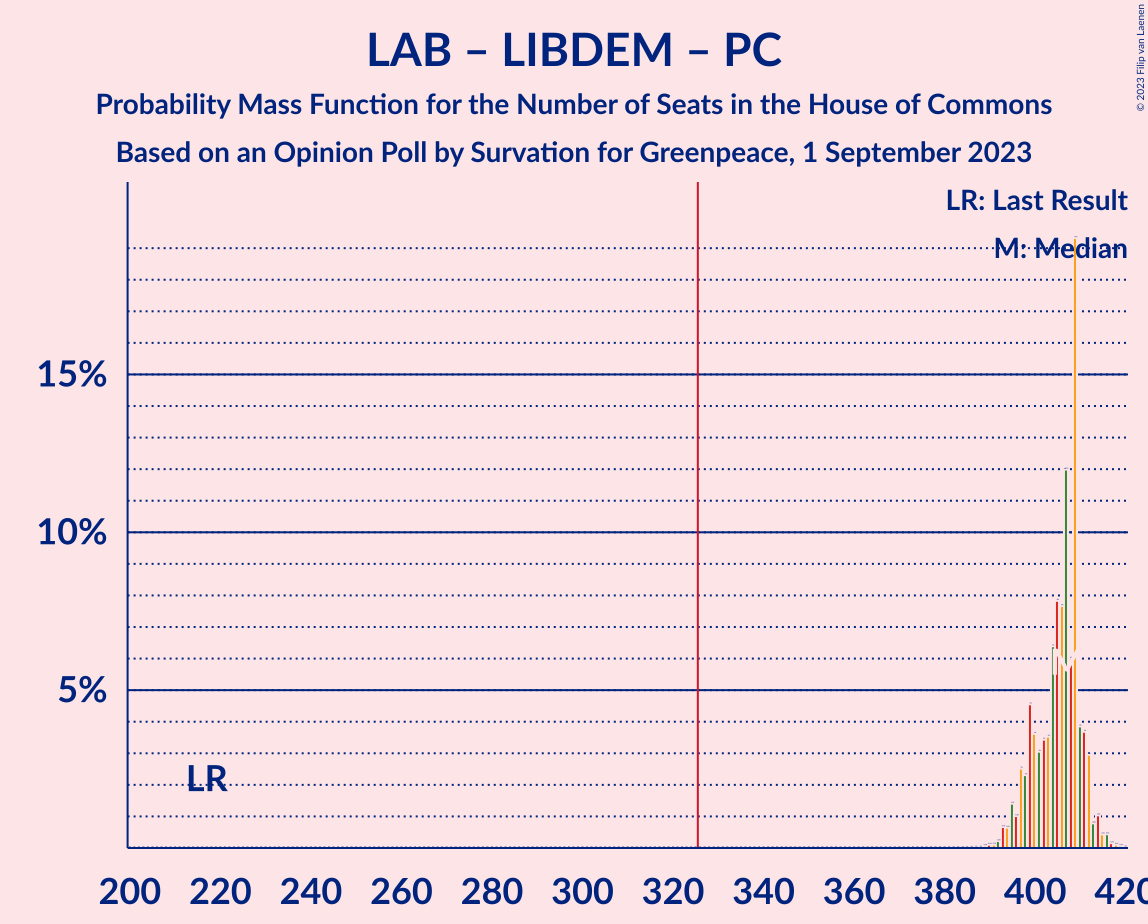 LAB – LIBDEM – PC
Probability Mass Function for the Number of Seats in the House of Commons
Based on an Opinion Poll by Survation for Greenpeace, 1 September 2023
© 2023 Filip van Laenen
LR: Last Result
M: Median
15%
10%
5%
LR
200 220 240 260 280 300 320 340 360 380 400 420